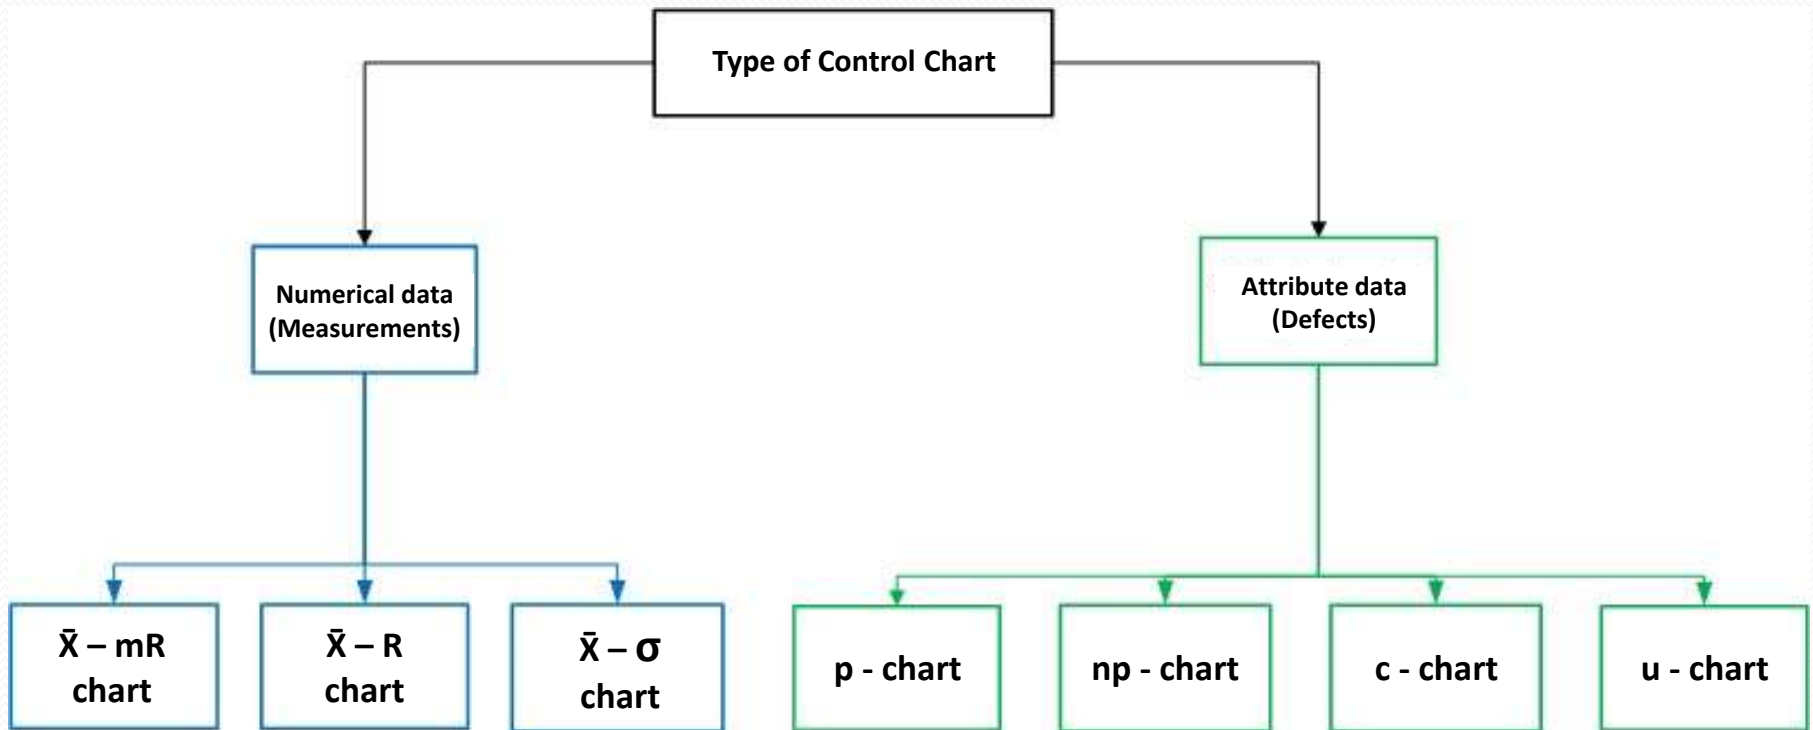 Type of Control Chart
Numerical data
(Measurements)
Attribute data
(Defects)
X̄ – mR
chart
X̄ – R
chart
X̄ – σ
chart
p - chart
np - chart
c - chart
u - chart